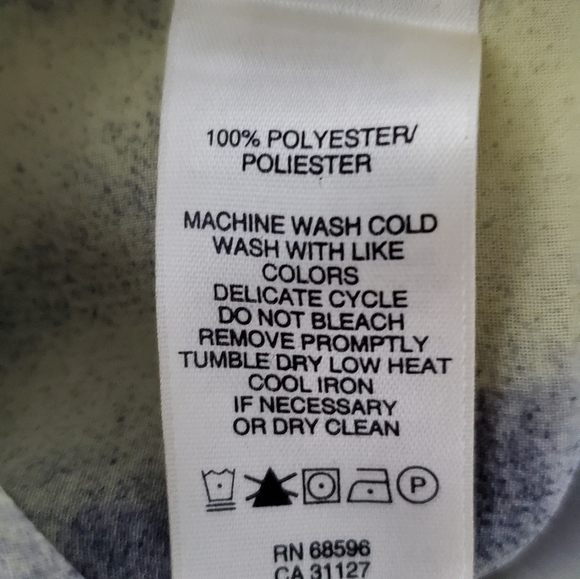 100% POLYESTER/
POLIESTER
MACHINE WASH COLD
WASH WITH LIKE
COLORS
DELICATE CYCLE
DO NOT BLEACH
REMOVE PROMPTLY
TUMBLE DRY LOW HEAT
COOL IRON
IF NECESSARY
OR DRY CLEAN
P
RN 68596
CA 31127